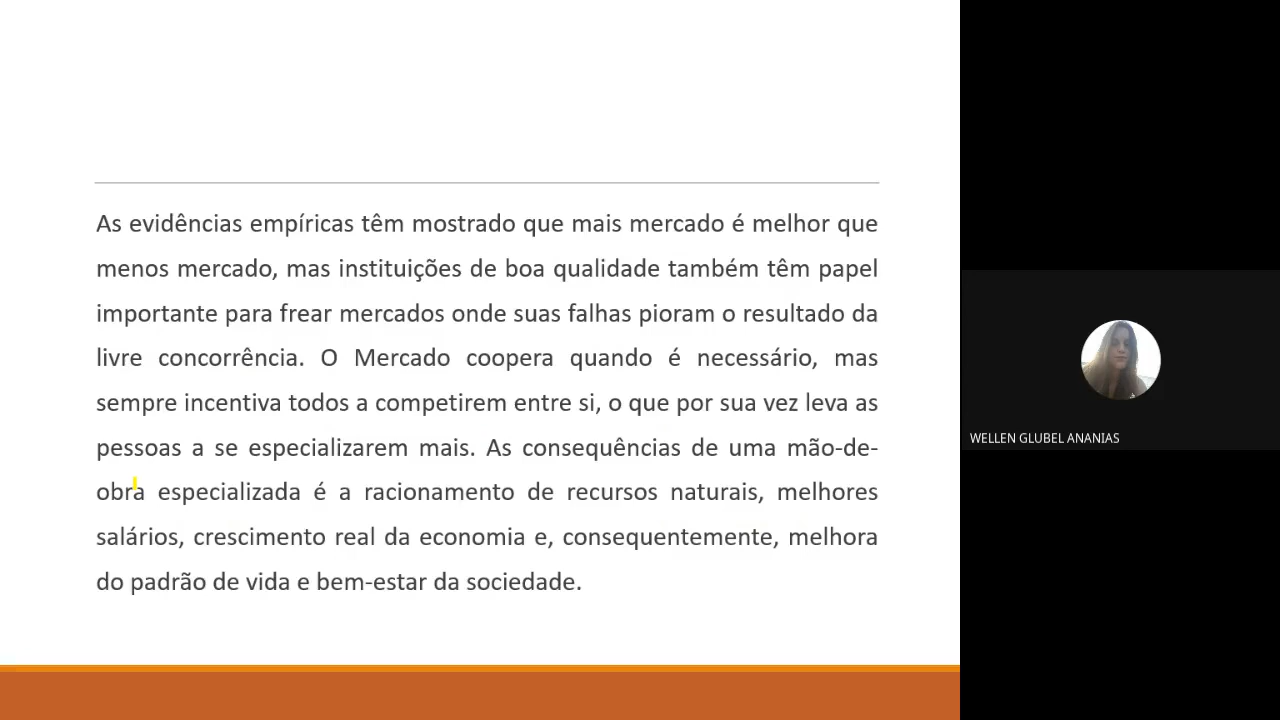 As evidências empíricas têm mostrado que mais mercado é melhor que
menos mercado, mas instituições de boa qualidade também têm papel
importante para frear mercados onde suas falhas pioram o resultado da
livre concorrência. O Mercado coopera quando é necessário, mas
sempre incentiva todos a competirem entre si, o que por sua vez leva as
pessoas a se especializarem mais. As consequências de uma mão-de-
obra especializada é a racionamento de recursos naturais, melhores
salários, crescimento real da economia e, consequentemente, melhora
do padrão de vida e bem-estar da sociedade.
WELLEN GLUBEL ANANIAS